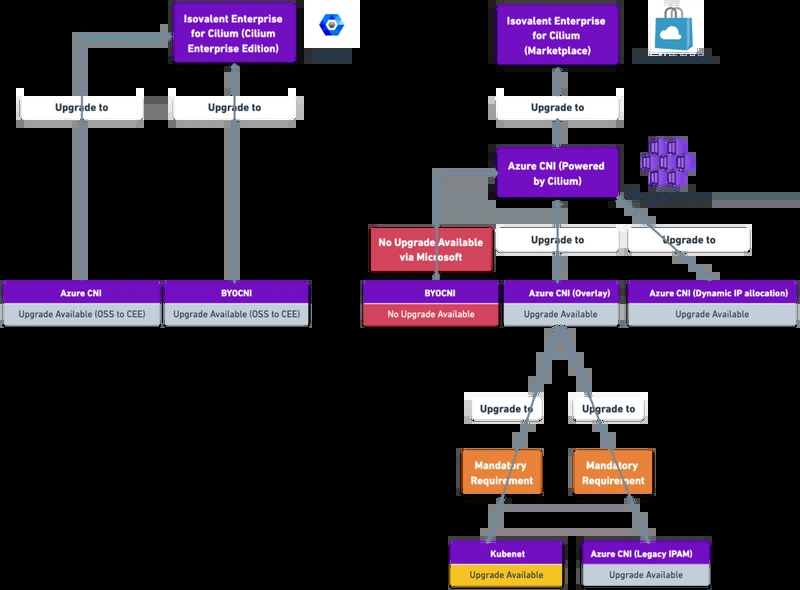 Isovalent Enterprise
for Cilium (Cilium
Enterprise Edition)
Isovalent Enterprise
for Cilium
(Marketplace)
Upgrade to
Upgrade to
Upgrade to
Azure CNI (Powered
by Cilium)
No Upgrade Available
via Microsoft
Upgrade to
Upgrade to
Azure CNI
Upgrade Available (OSS to CEE)
BYOCNI
Upgrade Available (OSS to CEE)
BYOCNI
No Upgrade Available
Azure CNI (Overlay)
Upgrade Available
Azure CNI (Dynamic IP allocation)
Upgrade Available
Upgrade to
Upgrade to
Mandatory
Requirement
Mandatory
Requirement
Kubenet
Upgrade Available
Azure CNI (Legacy IPAM)
Upgrade Available